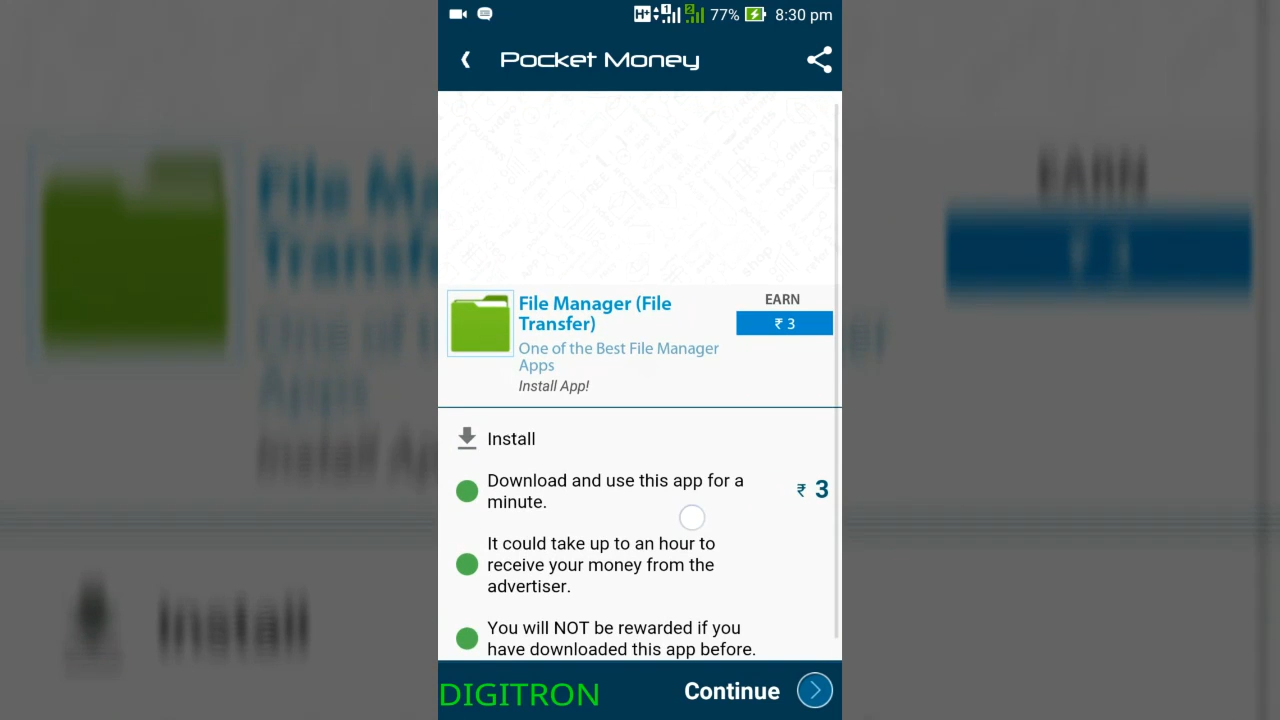 H+ 1 2 77% 8:30 pm
Pocket Money
File Manager (File
Transfer)
One of the Best File Manager
Apps
Install App!
EARN
₹ 3
Install
Download and use this app for a
minute.
₹ 3
It could take up to an hour to
receive your money from the
advertiser.
You will NOT be rewarded if you
have downloaded this app before.
DIGITRON
Continue